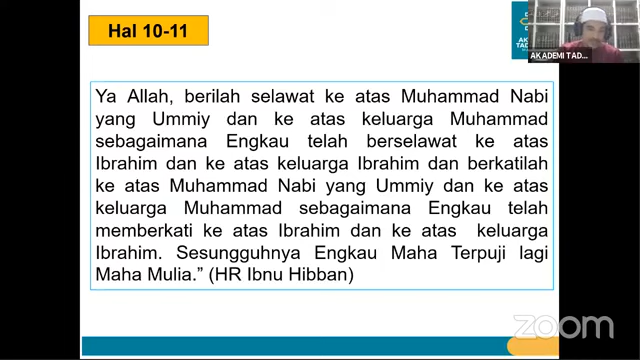 Hal 10-11
AKADEMI TAD...
Ya Allah, berilah selawat ke atas Muhammad Nabi
yang Ummiy dan ke atas keluarga Muhammad
sebagaimana Engkau telah berselawat ke atas
Ibrahim dan ke atas keluarga Ibrahim dan berkatilah
ke atas Muhammad Nabi yang Ummiy dan ke atas
keluarga Muhammad sebagaimana Engkau telah
memberkati ke atas Ibrahim dan ke atas keluarga
Ibrahim. Sesungguhnya Engkau Maha Terpuji lagi
Maha Mulia.” (HR Ibnu Hibban)
zoom